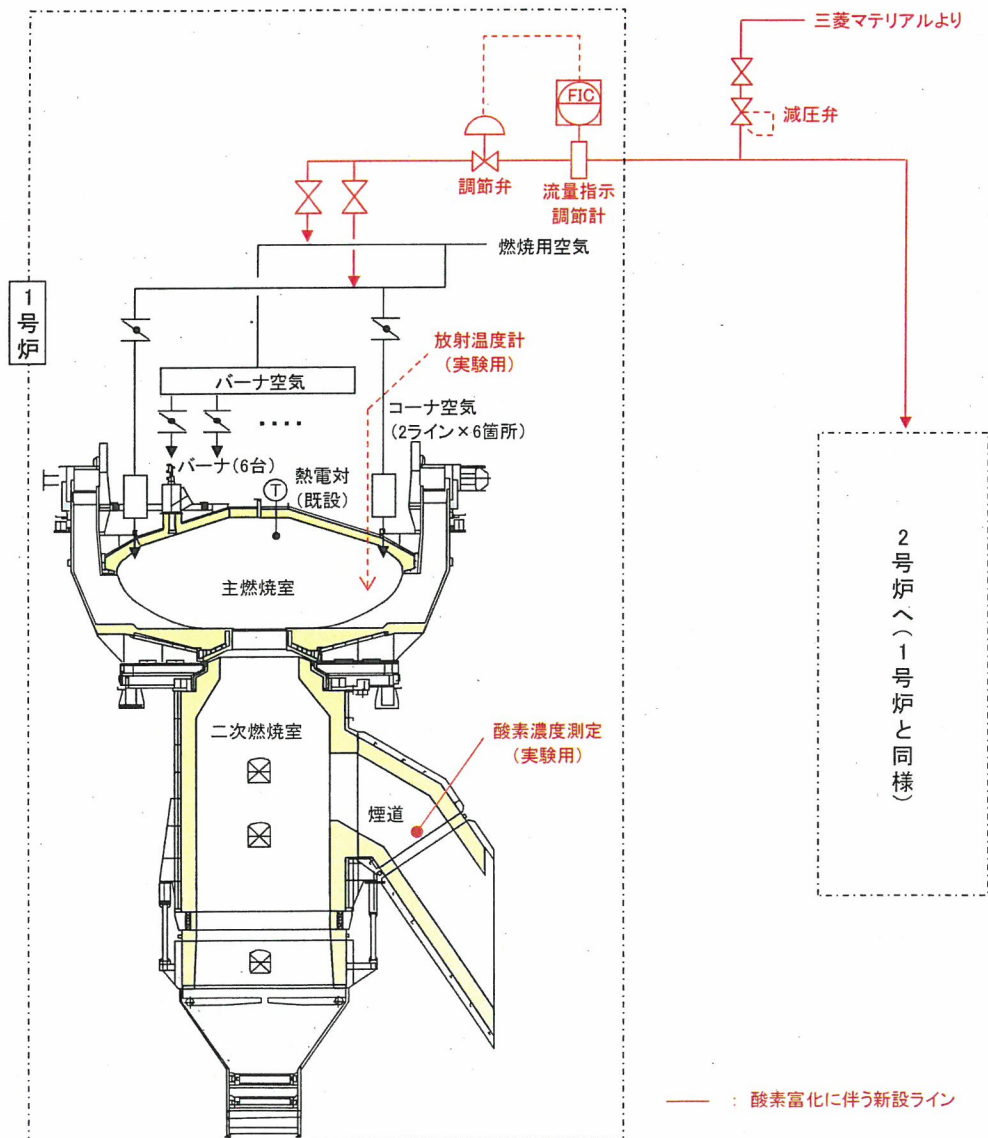 三菱マテリアルより
FIC
減圧弁
調節弁
流量指示
調節計
燃焼用空気
1号炉
放射温度計
(実験用)
バーナ空気
コーナ空気
(2ライン×6箇所)
バーナ(6台)
熱電対
(既設)
T
主燃焼室
2号炉へ(1号炉と同様)
二次燃焼室
酸素濃度測定
(実験用)
煙道
: 酸素富化に伴う新設ライン